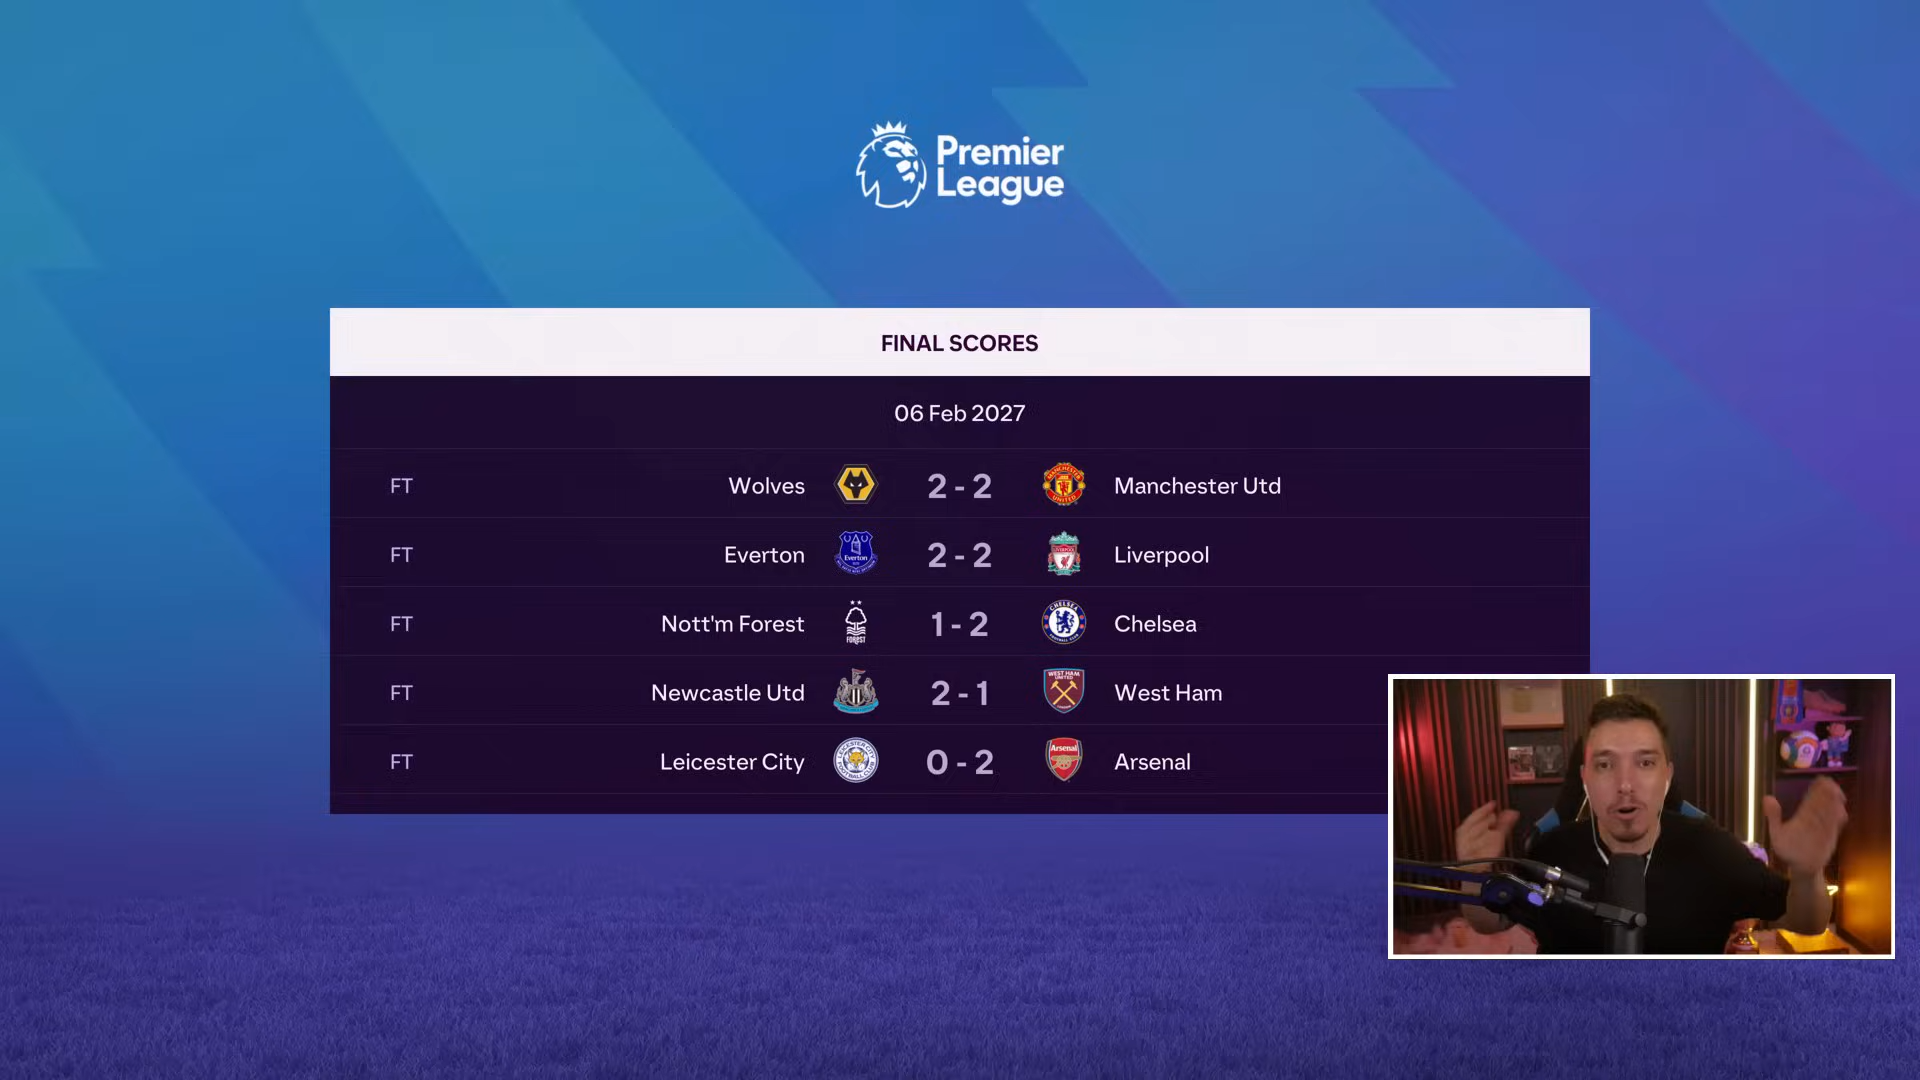 Premier
League
FINAL SCORES
06 Feb 2027
FT Wolves 2 - 2 Manchester Utd
FT Everton 2 - 2 Liverpool
FT Nott'm Forest 1 - 2 Chelsea
FT Newcastle Utd 2 - 1 West Ham
FT Leicester City 0 - 2 Arsenal